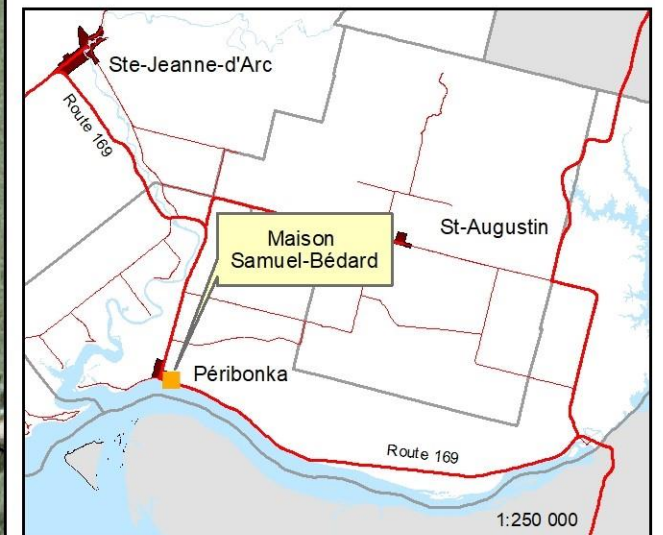 Ste-Jeanne-d'Arc
Route 169
Maison
Samuel-Bédard
St-Augustin
Péribonka
Route 169
1:250 000